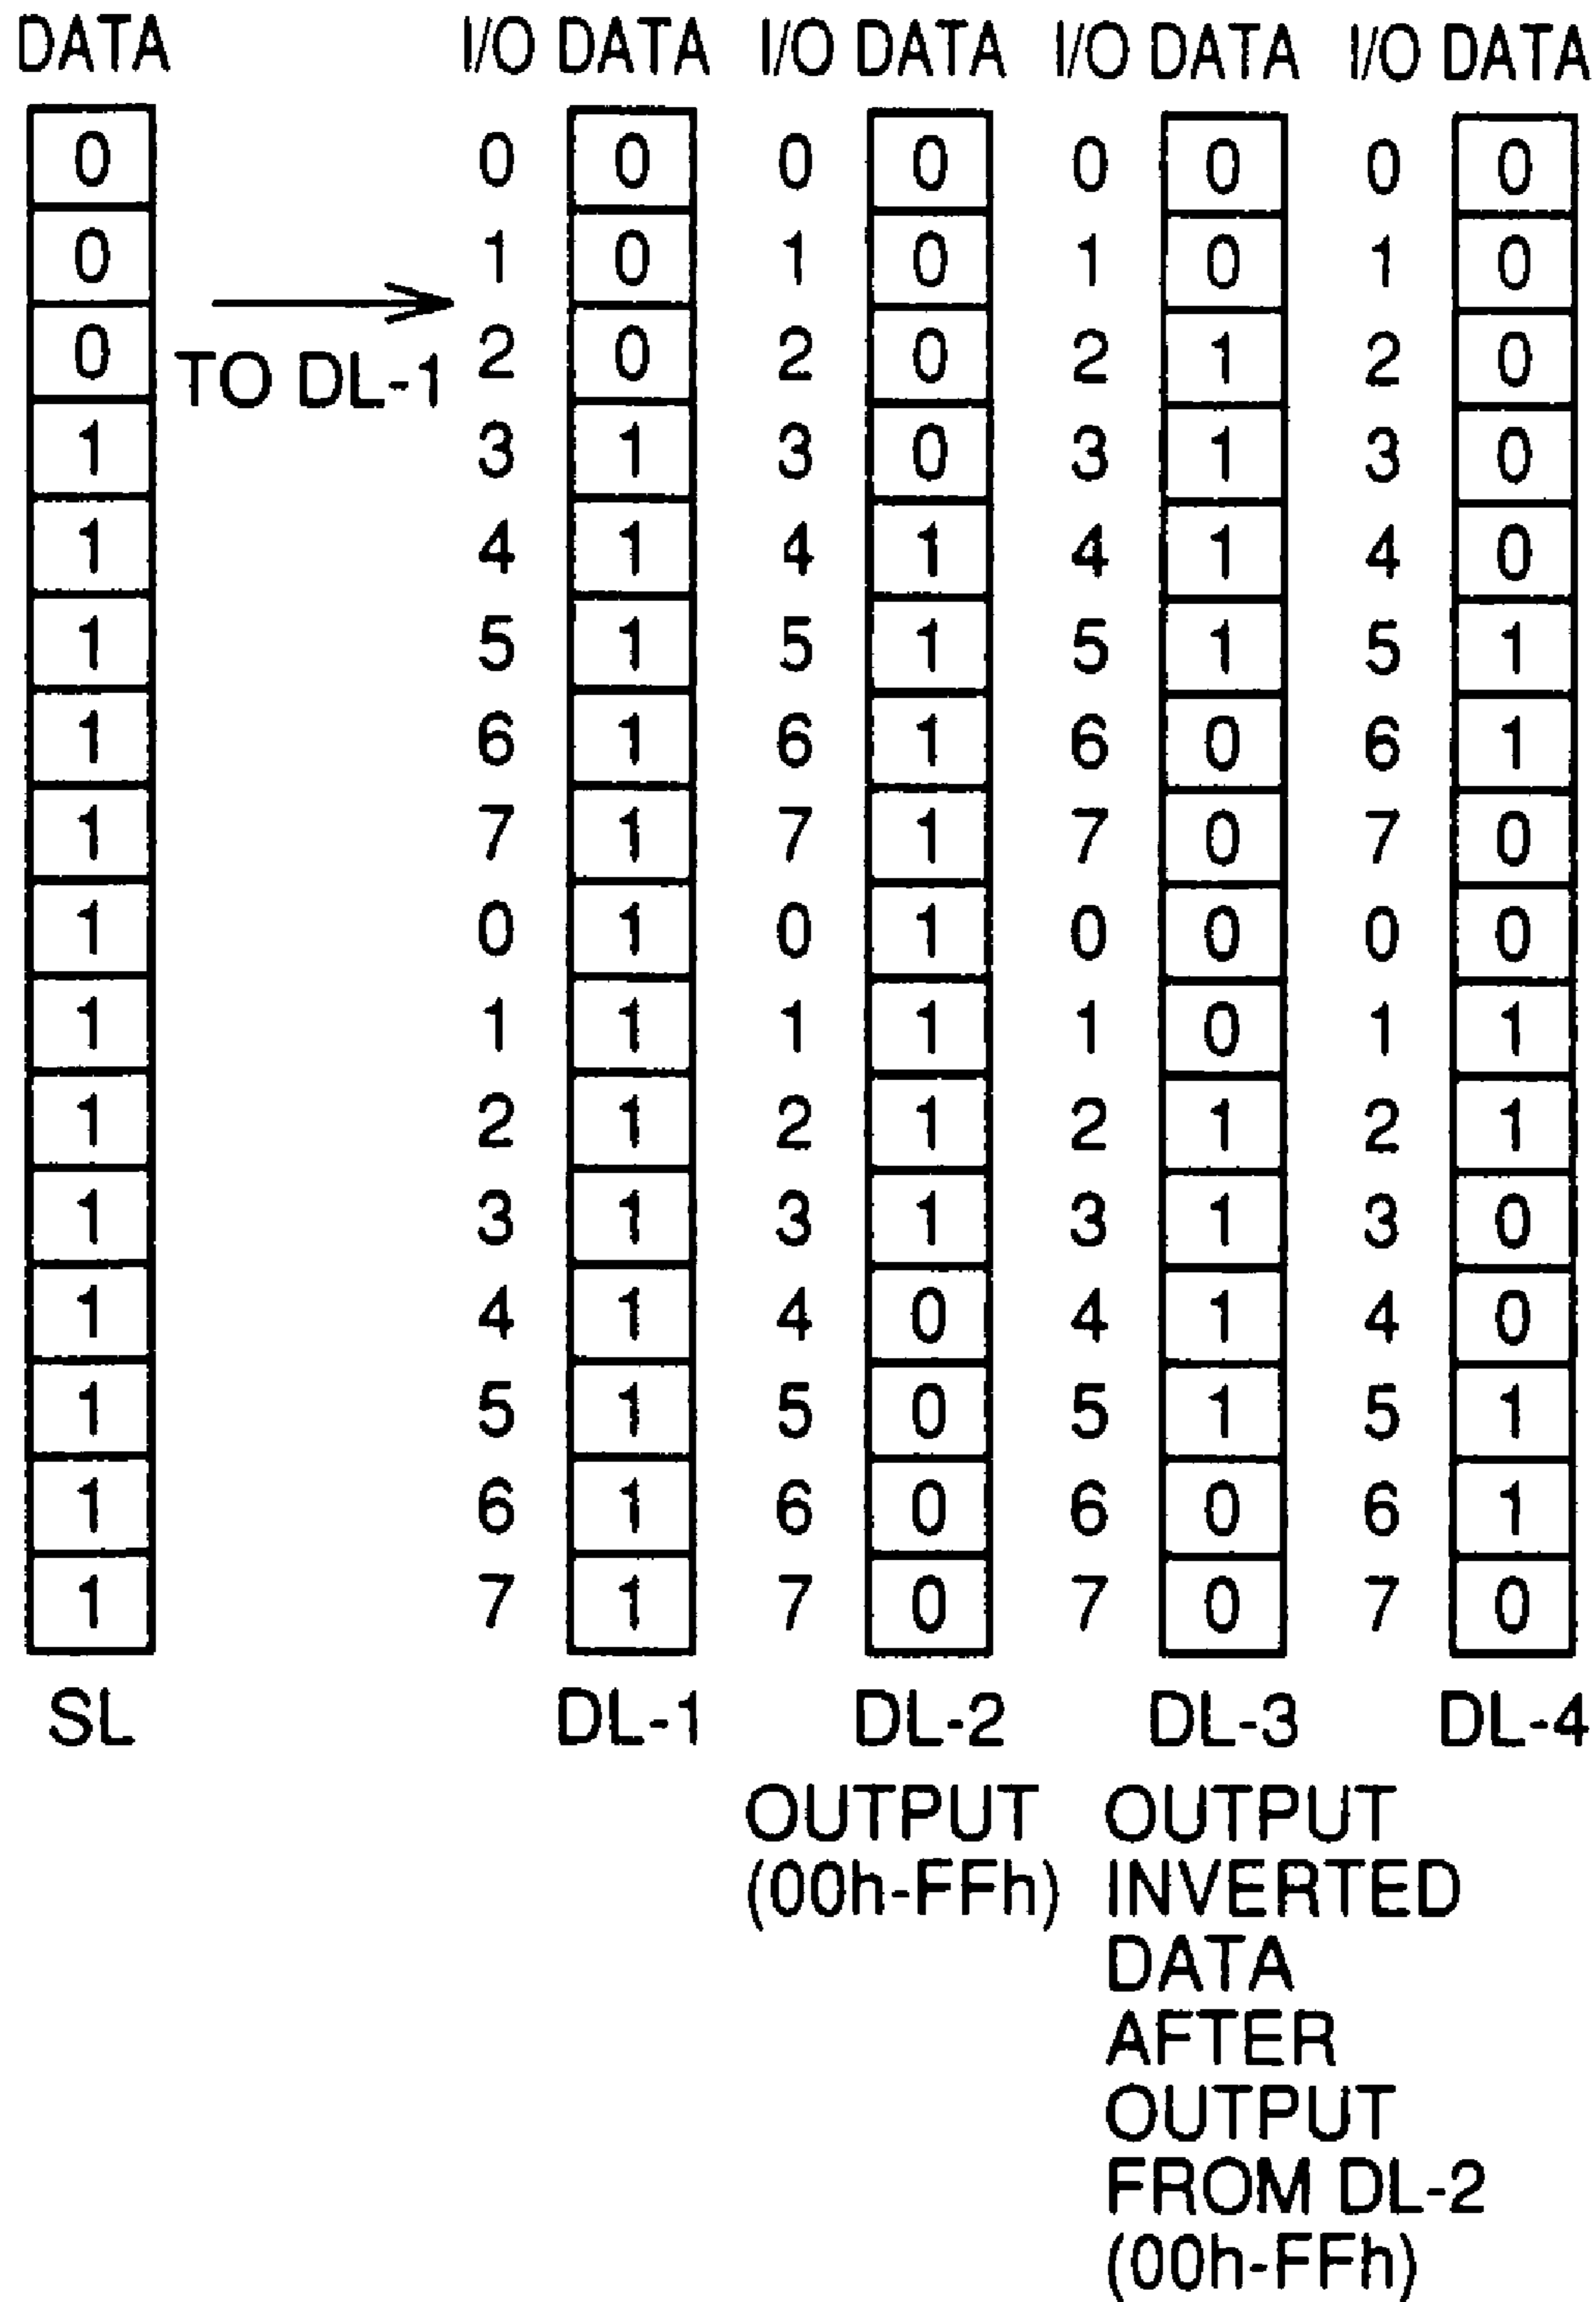 DATA I/O DATA I/O DATA I/O DATA I/O DATA
0 0 0 0 0 0 0 0 0
0 1 0 1 0 1 0 1 0
0 2 0 2 0 2 1 2 0
TO DL-1
1 3 1 3 0 3 1 3 0
1 4 1 4 1 4 1 4 0
1 5 1 5 1 5 1 5 1
1 6 1 6 1 6 0 6 1
1 7 1 7 1 7 0 7 0
1 0 1 0 1 0 0 0 0
1 1 1 1 1 1 0 1 1
1 2 1 2 1 2 1 2 1
1 3 1 3 1 3 1 3 0
1 4 1 4 0 4 1 4 0
1 5 1 5 0 5 1 5 1
1 6 1 6 0 6 0 6 1
1 7 1 7 0 7 0 7 0
SL DL-1 DL-2 DL-3 DL-4
OUTPUT
(00h-FFh)
OUTPUT
INVERTED
DATA
AFTER
OUTPUT
FROM DL-2
(00h-FFh)